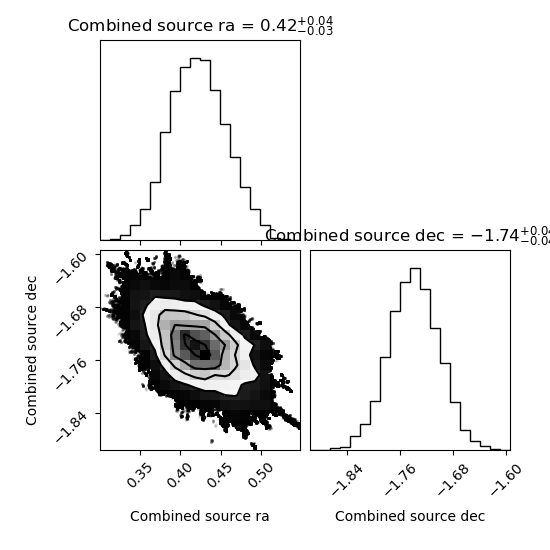 Combined source ra = 0.42+0.04
−0.03
Combined source dec = −1.74+0.04
−0.04
−1.60
−1.68
−1.76
−1.84
Combined source dec
0.35
0.40
0.45
0.50
−1.84
−1.76
−1.68
−1.60
Combined source ra
Combined source dec